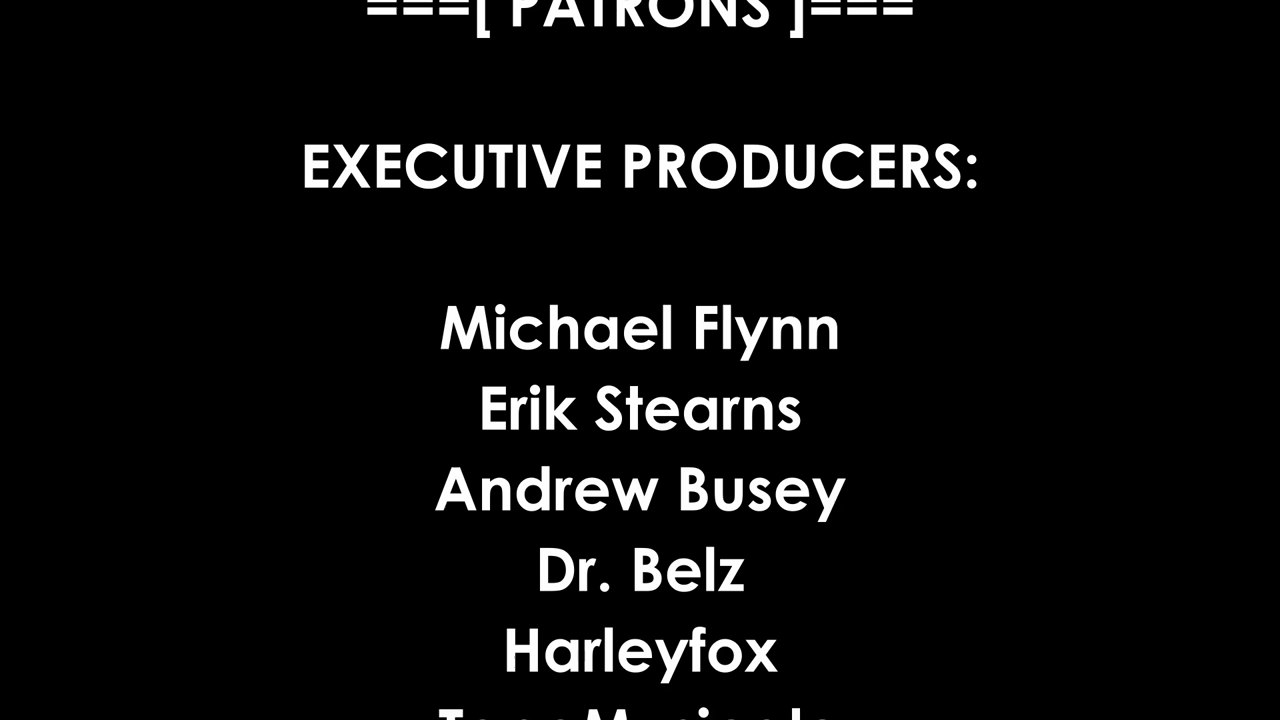 ===[ PATRONS ]===
EXECUTIVE PRODUCERS:
Michael Flynn
Erik Stearns
Andrew Busey
Dr. Belz
Harleyfox